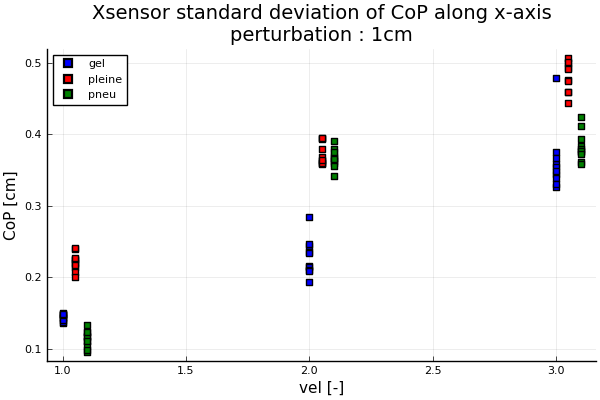 Xsensor standard deviation of CoP along x-axis
perturbation : 1cm
gel
pleine
pneu
0.5
0.4
0.3
0.2
0.1
CoP [cm]
1.0 1.5 2.0 2.5 3.0
vel [-]